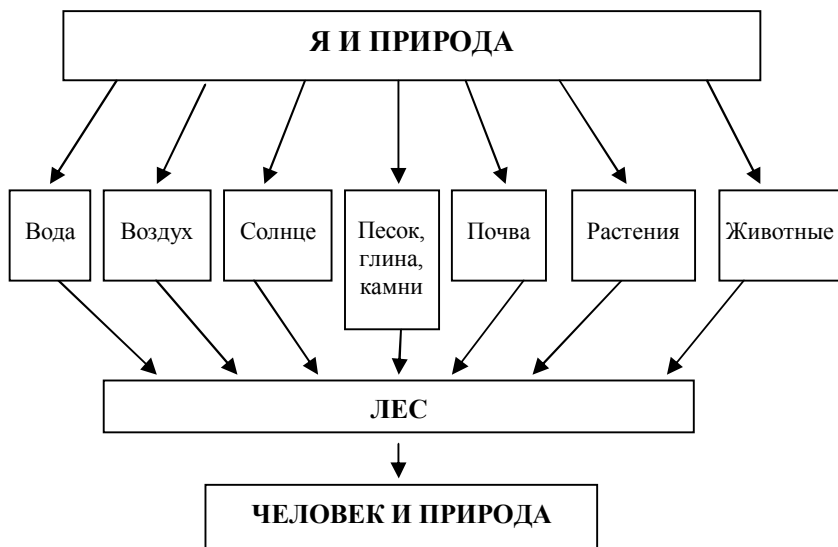 Я И ПРИРОДА
Вода
Воздух
Солнце
Песок,
глина,
камни
Почва
Растения
Животные
ЛЕС
ЧЕЛОВЕК И ПРИРОДА